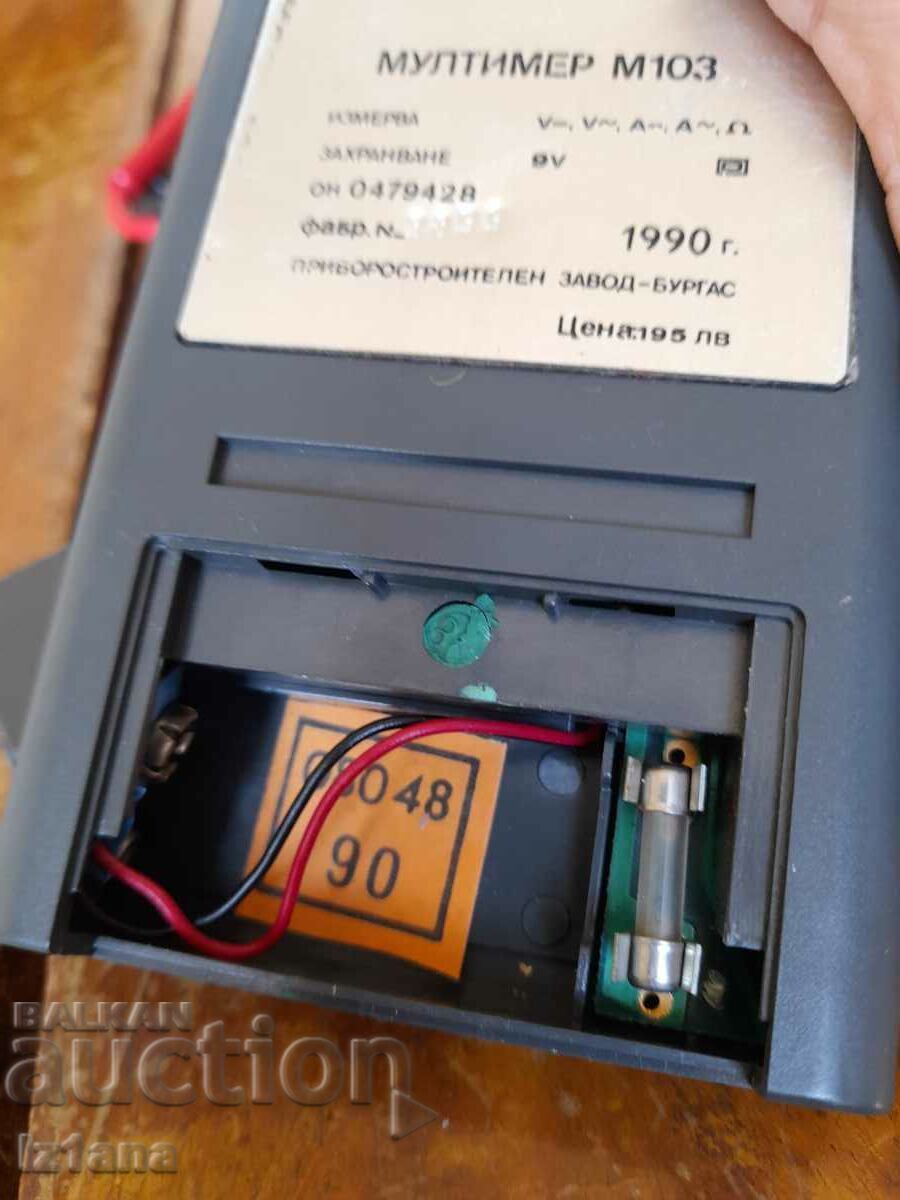 МУЛТИМЕР М103
ИЗМЕРВА V⎓, V~, A⎓, A~, Ω
ЗАХРАНВАНЕ 9V
ОН 0479428
фабр. №
1990 г.
ПРИБОРОСТРОИТЕЛЕН ЗАВОД-БУРГАС
Цена:195 лв
48
90
BALKAN
auction
iz1ana